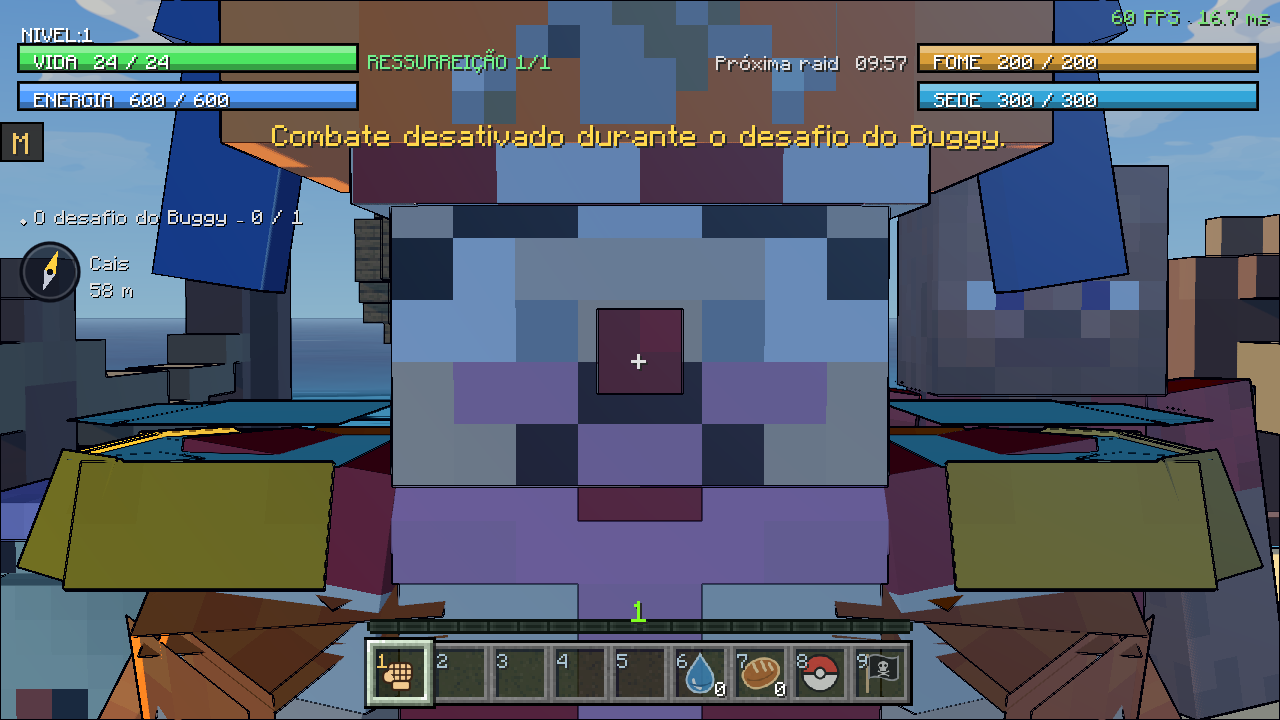 60 FPS . 16.7 ms
NIVEL:1
VIDA 24 / 24
RESSURREIÇÃO 1/1
Próxima raid 09:57
FOME 200 / 200
ENERGIA 600 / 600
SEDE 300 / 300
M
Combate desativado durante o desafio do Buggy.
. O desafio do Buggy - 0 / 1
Cais
58 m
1
1 2 3 4 5 6 7 8 9
0 0